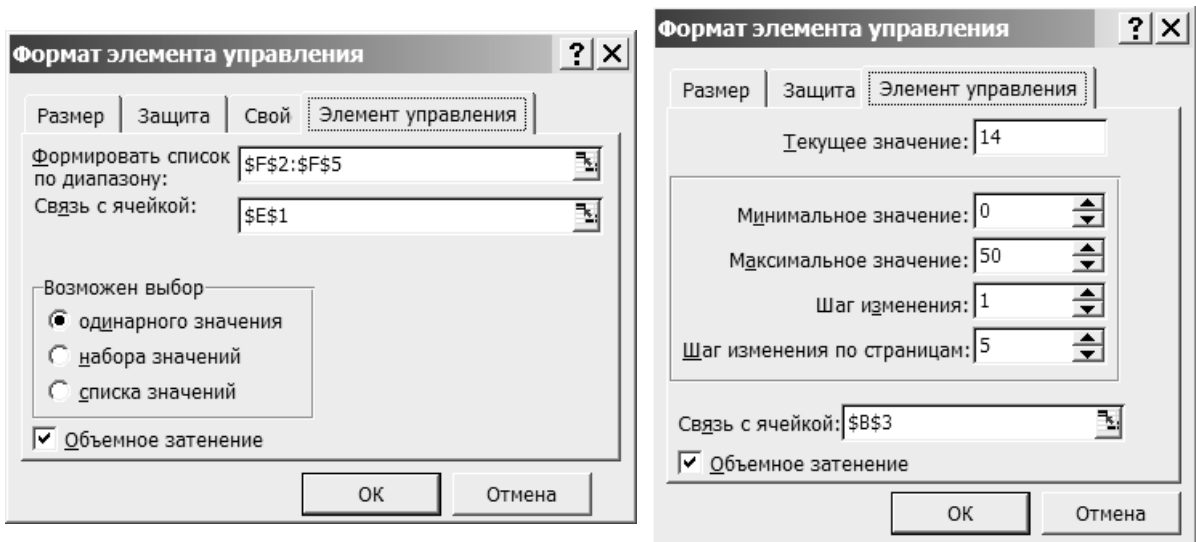 Формат элемента управления
Размер Защита Свой Элемент управления
Формировать список
по диапазону:
$F$2:$F$5
Связь с ячейкой:
$E$1
Возможен выбор
одинарного значения
набора значений
списка значений
Объемное затенение
ОК Отмена
Формат элемента управления
Размер Защита Элемент управления
Текущее значение: 14
Минимальное значение: 0
Максимальное значение: 50
Шаг изменения: 1
Шаг изменения по страницам: 5
Связь с ячейкой: $B$3
Объемное затенение
ОК Отмена